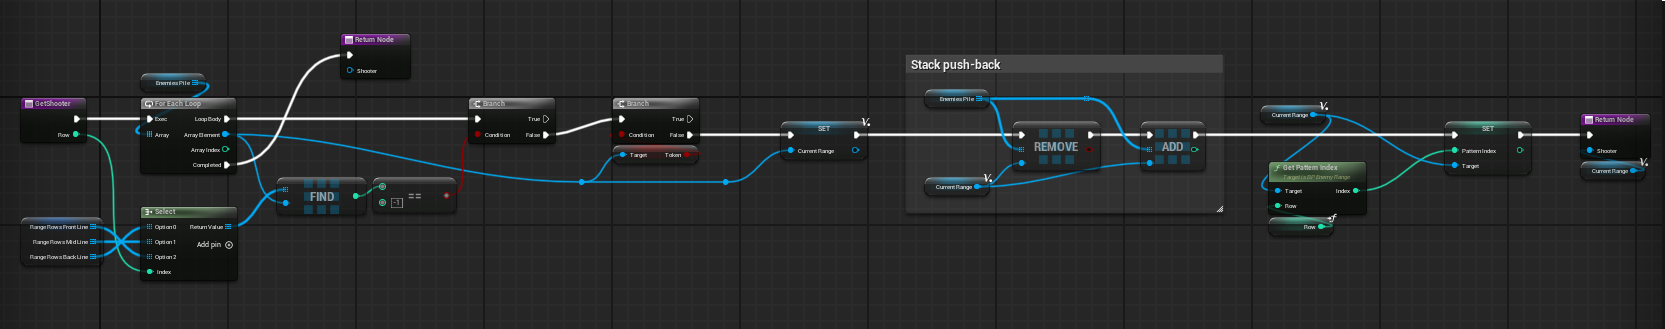 Return Node
Shooter
Enemies Pile
GetShooter
Row
For Each Loop
Exec
Loop Body
Array
Array Element
Array Index
Completed
Range Rows Front Line
Range Rows Mid Line
Range Rows Back Line
Select
Option 0
Return Value
Option 1
Add pin
Option 2
Index
FIND
==
-1
Branch
True
Condition
False
Branch
True
Condition
False
Target
Token
SET
Current Range
Stack push-back
Enemies Pile
Current Range
REMOVE
ADD
Current Range
Get Pattern Index
Target is BP Enemy Range
Target
Index
Row
Row
SET
Pattern Index
Target
Return Node
Shooter
Current Range